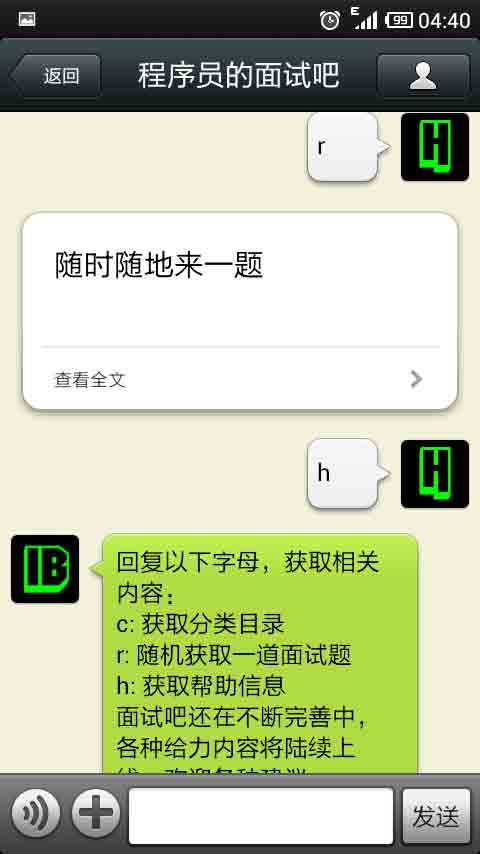 E 99 04:40
返回 程序员的面试吧
r
随时随地来一题
查看全文
h
回复以下字母，获取相关
内容：
c: 获取分类目录
r: 随机获取一道面试题
h: 获取帮助信息
面试吧还在不断完善中，
各种给力内容将陆续上
发送